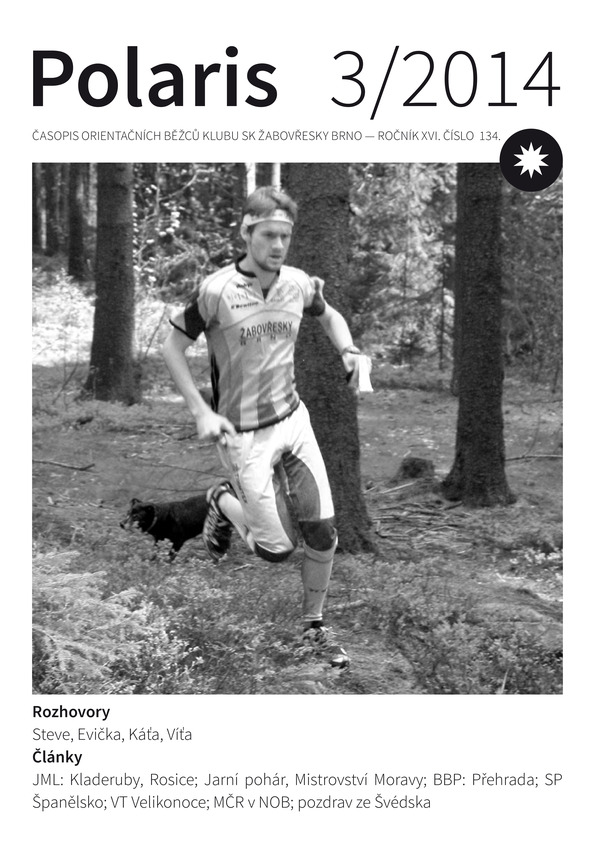 Polaris 3/2014
ČASOPIS ORIENTAČNÍCH BĚŽCŮ KLUBU SK ŽABOVŘESKY BRNO — ROČNÍK XVI. ČÍSLO 134.
ŽABOVŘESKY
BRNO
Rozhovory
Steve, Evička, Káťa, Víťa
Články
JML: Kladeruby, Rosice; Jarní pohár, Mistrovství Moravy; BBP: Přehrada; SP
Španělsko; VT Velikonoce; MČR v NOB; pozdrav ze Švédska